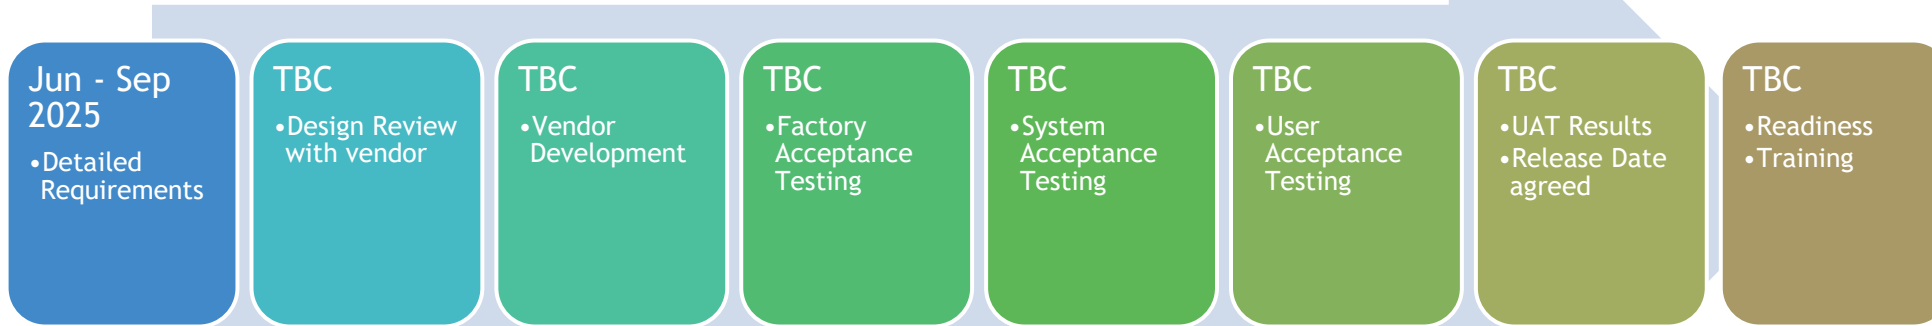 Jun - Sep
2025
•Detailed
Requirements
TBC
•Design Review
with vendor
TBC
•Vendor
Development
TBC
•Factory
Acceptance
Testing
TBC
•System
Acceptance
Testing
TBC
•User
Acceptance
Testing
TBC
•UAT Results
•Release Date
agreed
TBC
•Readiness
•Training